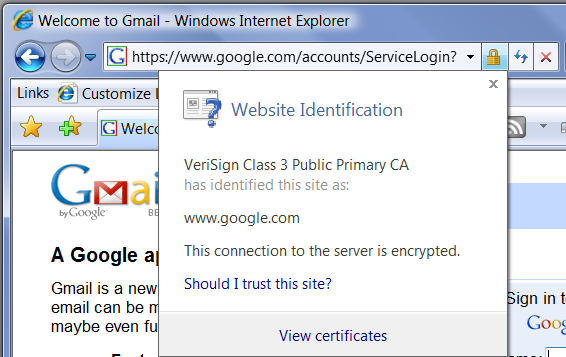 Welcome to Gmail - Windows Internet Explorer
https://www.google.com/accounts/ServiceLogin?
Links Customize
Welco
Website Identification
VeriSign Class 3 Public Primary CA
has identified this site as:
www.google.com
This connection to the server is encrypted.
Should I trust this site?
View certificates
Gmail
by Google BE
A Google ap
Gmail is a new
email can be m
maybe even fu
Sign in t
Goog